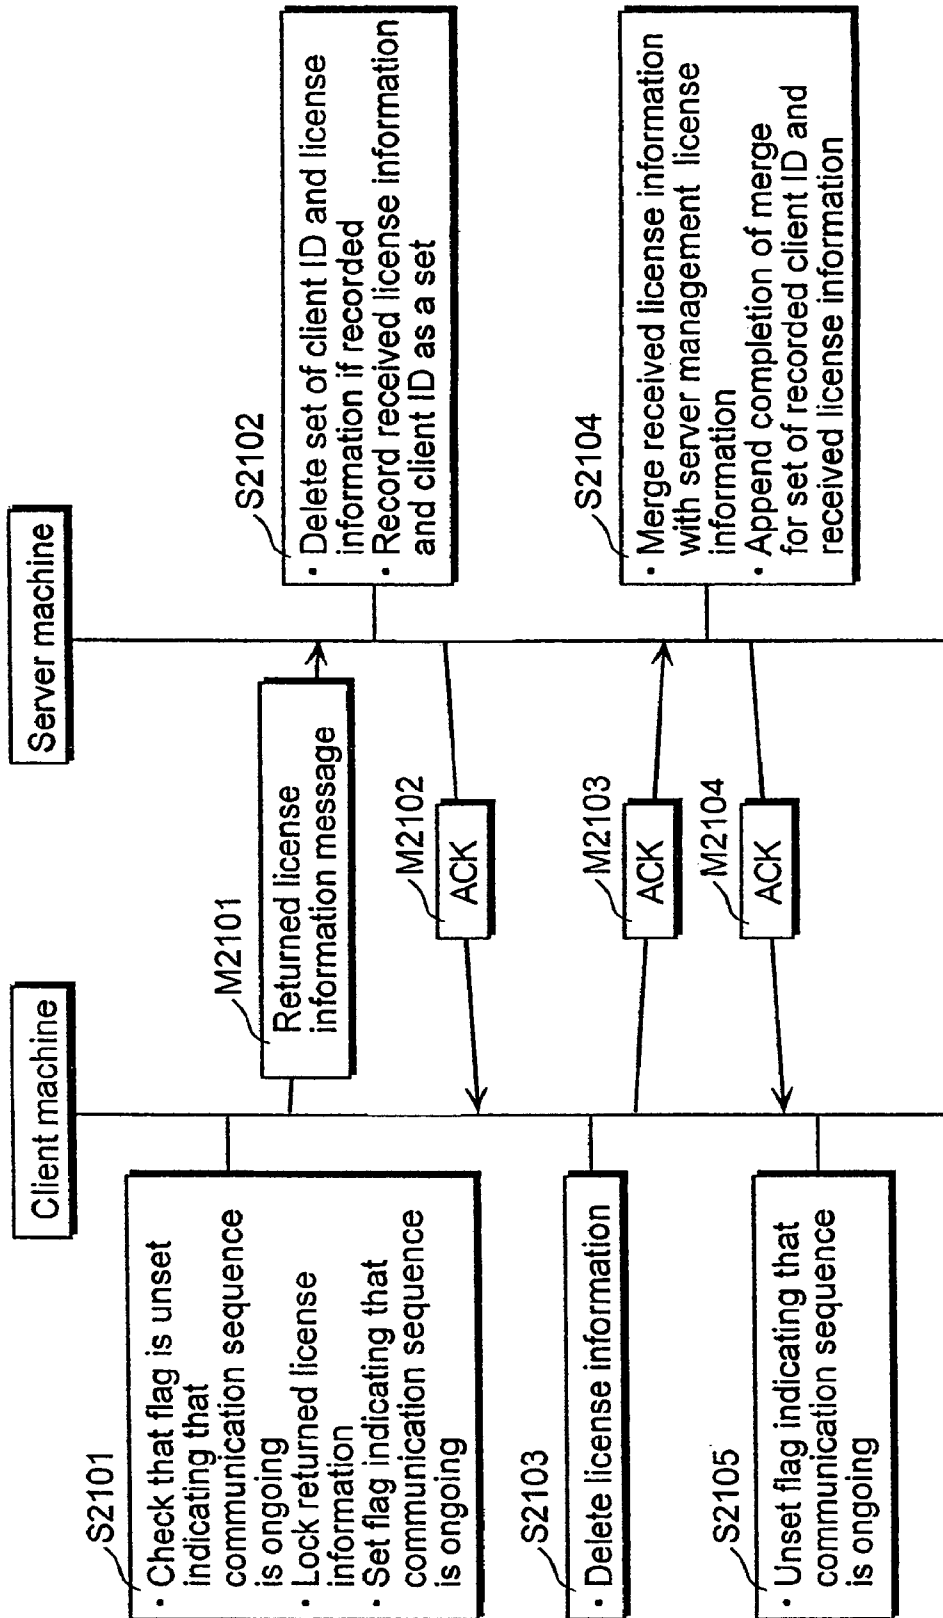 Client machine
Server machine
S2101
· Check that flag is unset
indicating that
communication sequence
is ongoing
· Lock returned license
information
· Set flag indicating that
communication sequence
is ongoing
M2101
Returned license
information message
S2102
· Delete set of client ID and license
information if recorded
· Record received license information
and client ID as a set
M2102
ACK
S2103
· Delete license information
M2103
ACK
S2104
· Merge received license information
with server management license
information
· Append completion of merge
for set of recorded client ID and
received license information
M2104
ACK
S2105
· Unset flag indicating that
communication sequence
is ongoing